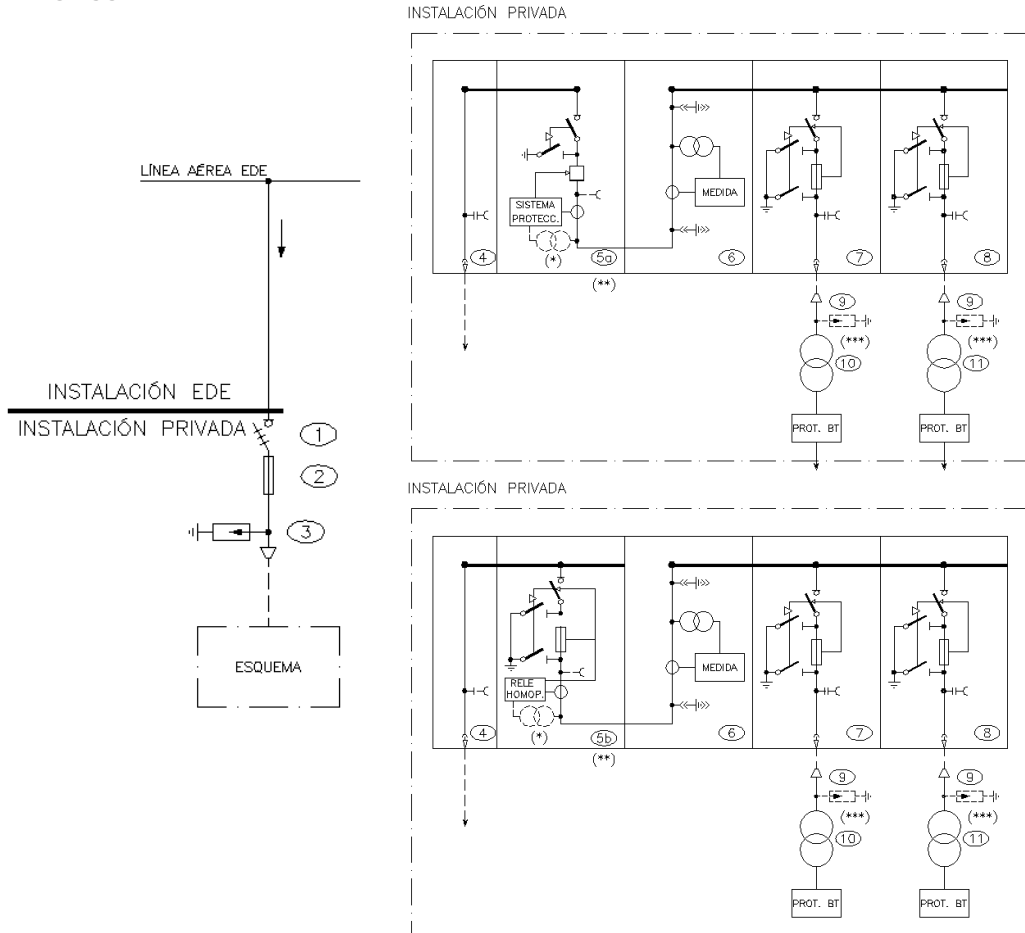 LÍNEA AÉREA EDE
INSTALACIÓN EDE
INSTALACIÓN PRIVADA
1
2
3
ESQUEMA
INSTALACIÓN PRIVADA
SISTEMA
PROTECC.
(*)
MEDIDA
4
5a
6
7
8
(**)
9
9
(***)
(***)
10
11
PROT. BT
PROT. BT
INSTALACIÓN PRIVADA
RELE
HOMOP.
(*)
MEDIDA
4
5b
6
7
8
(**)
9
9
(***)
(***)
10
11
PROT. BT
PROT. BT